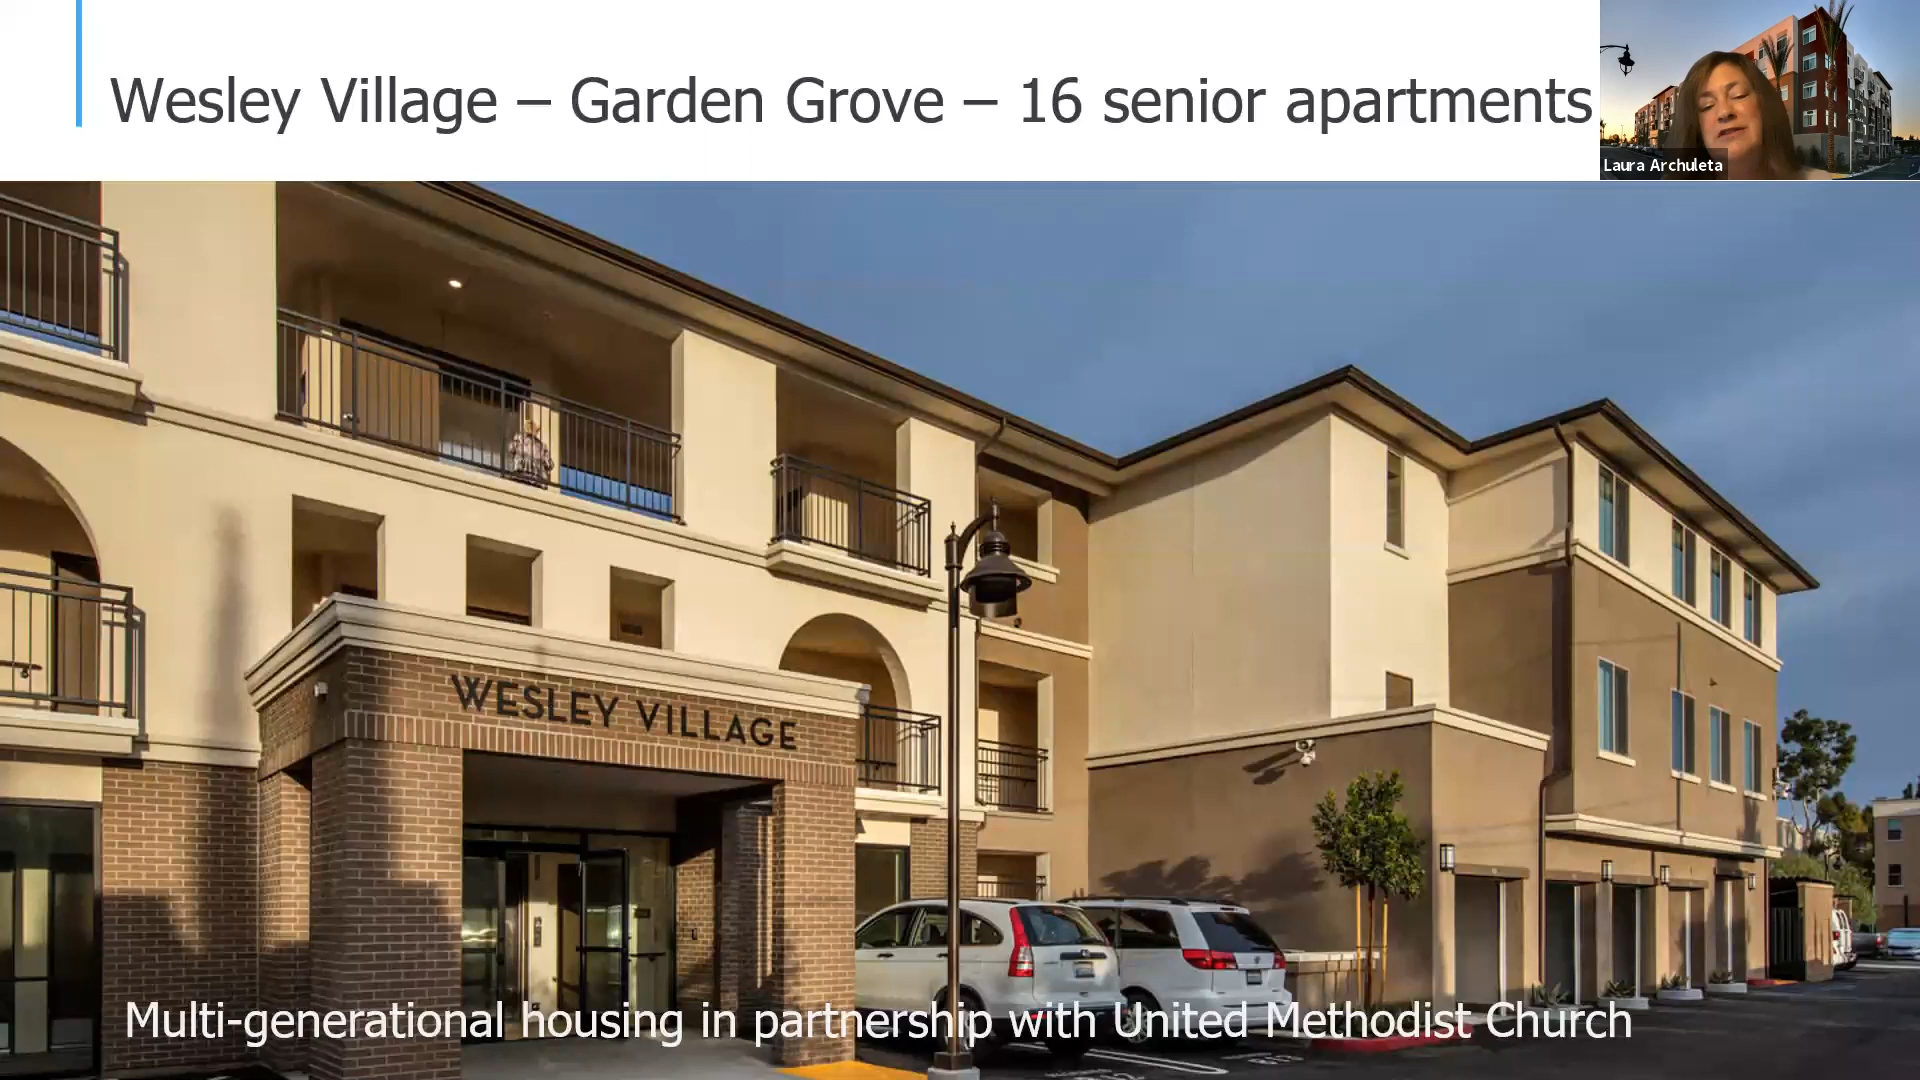 Wesley Village – Garden Grove – 16 senior apartments
Laura Archuleta
WESLEY VILLAGE
Multi-generational housing in partnership with United Methodist Church